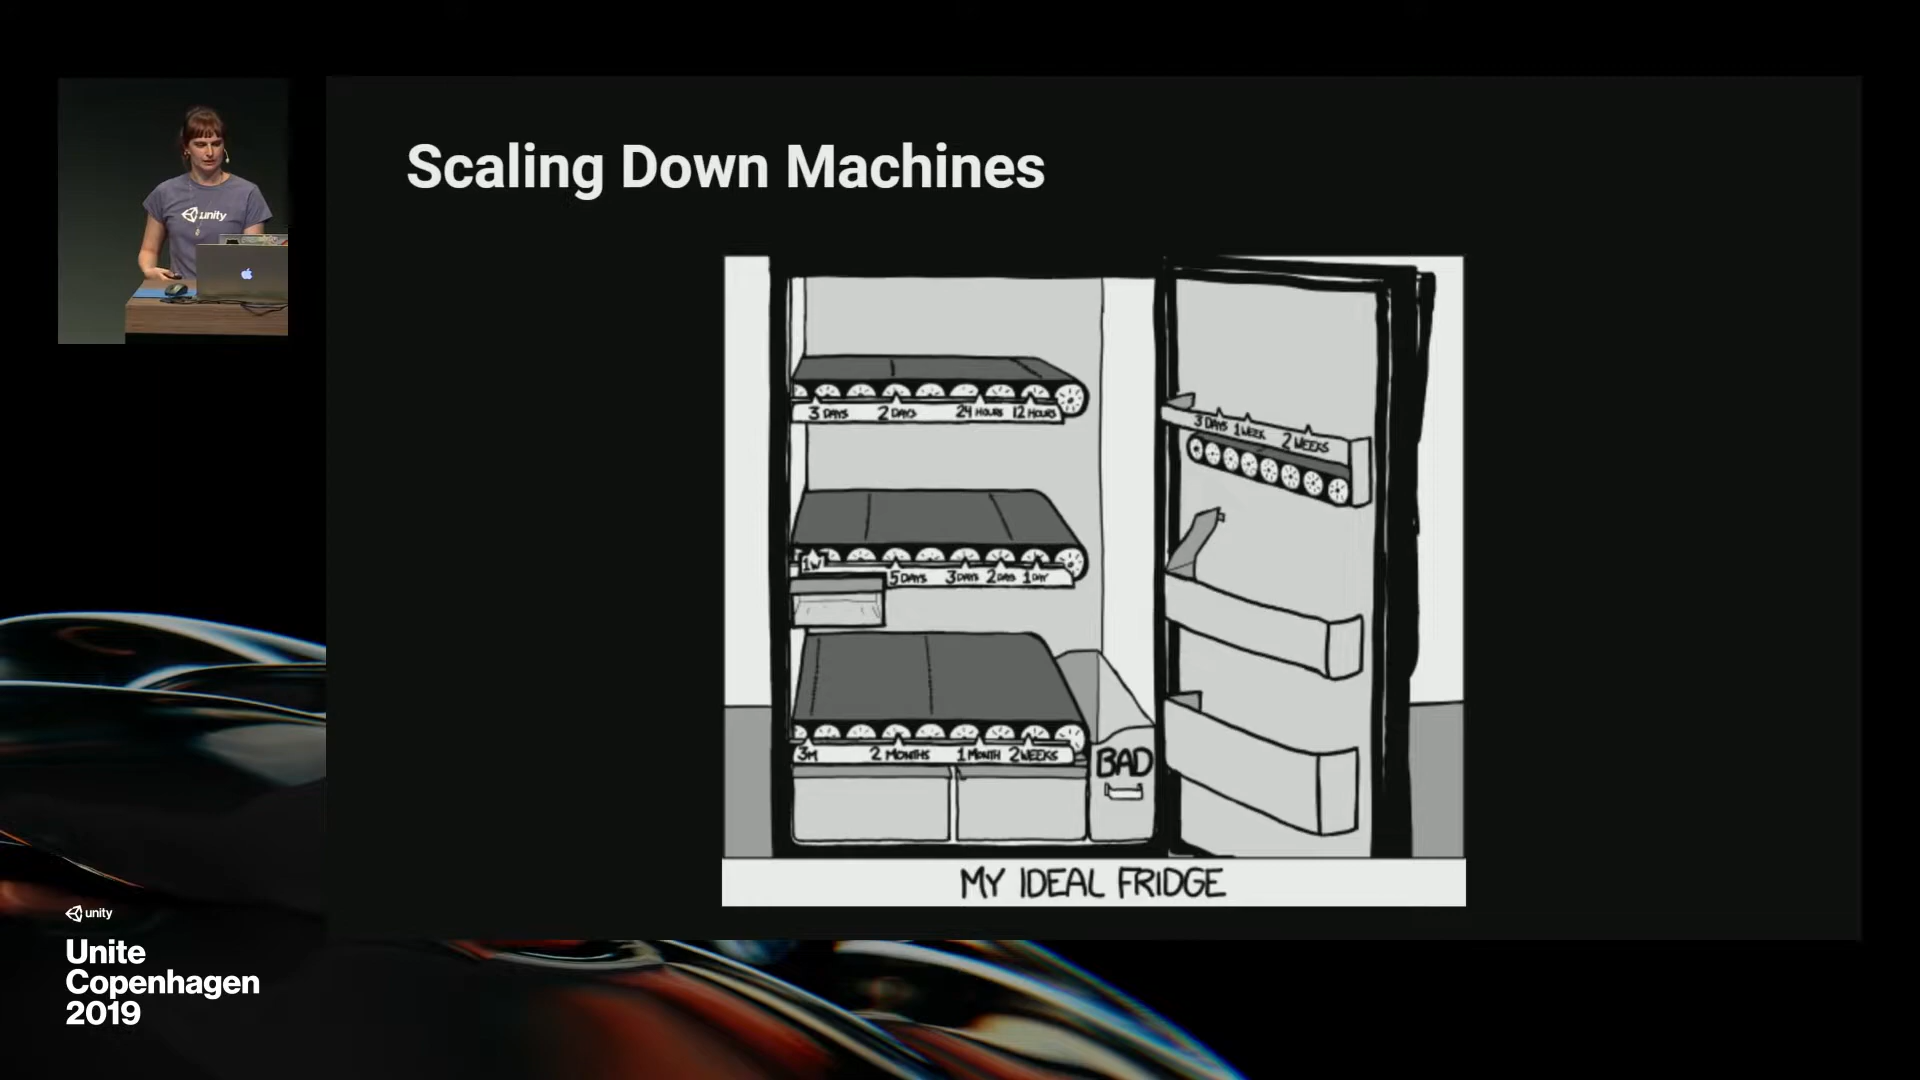 Scaling Down Machines
unity
3 DAYS 2 DAYS 24 HOURS 12 HOURS
3 DAYS 1 WEEK 2 WEEKS
1W
5 DAYS 3 DAYS 2 DAYS 1 DAY
3M 2 MONTHS 1 MONTH 2 WEEKS
BAD
MY IDEAL FRIDGE
unity
Unite
Copenhagen
2019